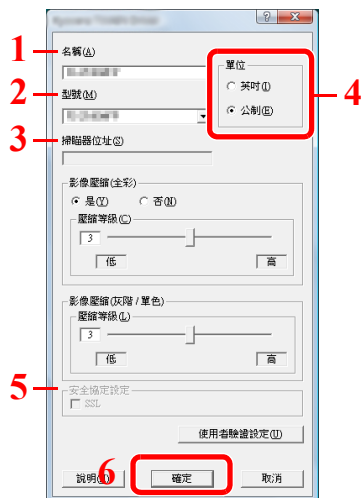 Kyocera TWAIN Driver
1
名稱(A)
單位
英吋(I)
公制(E)
4
2
型號(M)
3
掃瞄器位址(S)
影像壓縮(全彩)
是(Y) 否(N)
壓縮等級(C)
3
低 高
影像壓縮(灰階 / 單色)
壓縮等級(L)
3
低 高
5
安全協定設定
SSL
使用者驗證設定(U)
6
說明 確定 取消